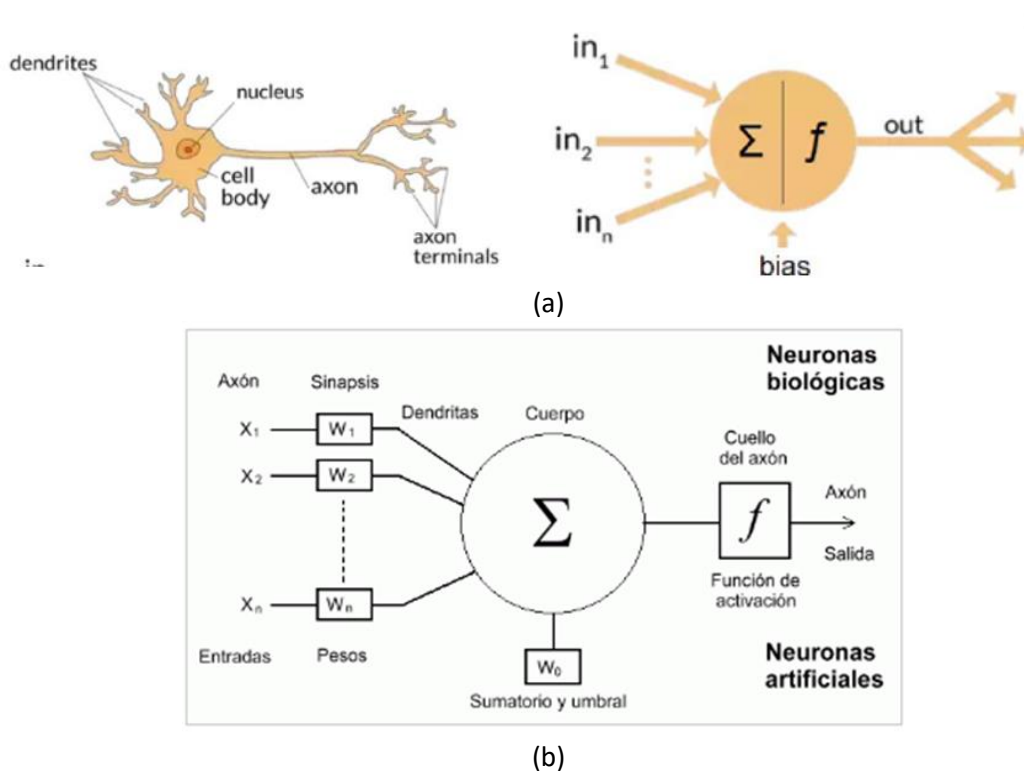 dendrites
nucleus
cell
body
axon
axon
terminals
in1
in2
inn
Σ f
out
bias
(a)
Neuronas
biológicas
Axón Sinapsis
Dendritas Cuerpo
X1 W1
X2 W2
Xn Wn
Σ
Cuello
del axón
f
Axón
Salida
Función de
activación
Entradas Pesos
W0
Sumatorio y umbral
Neuronas
artificiales
(b)